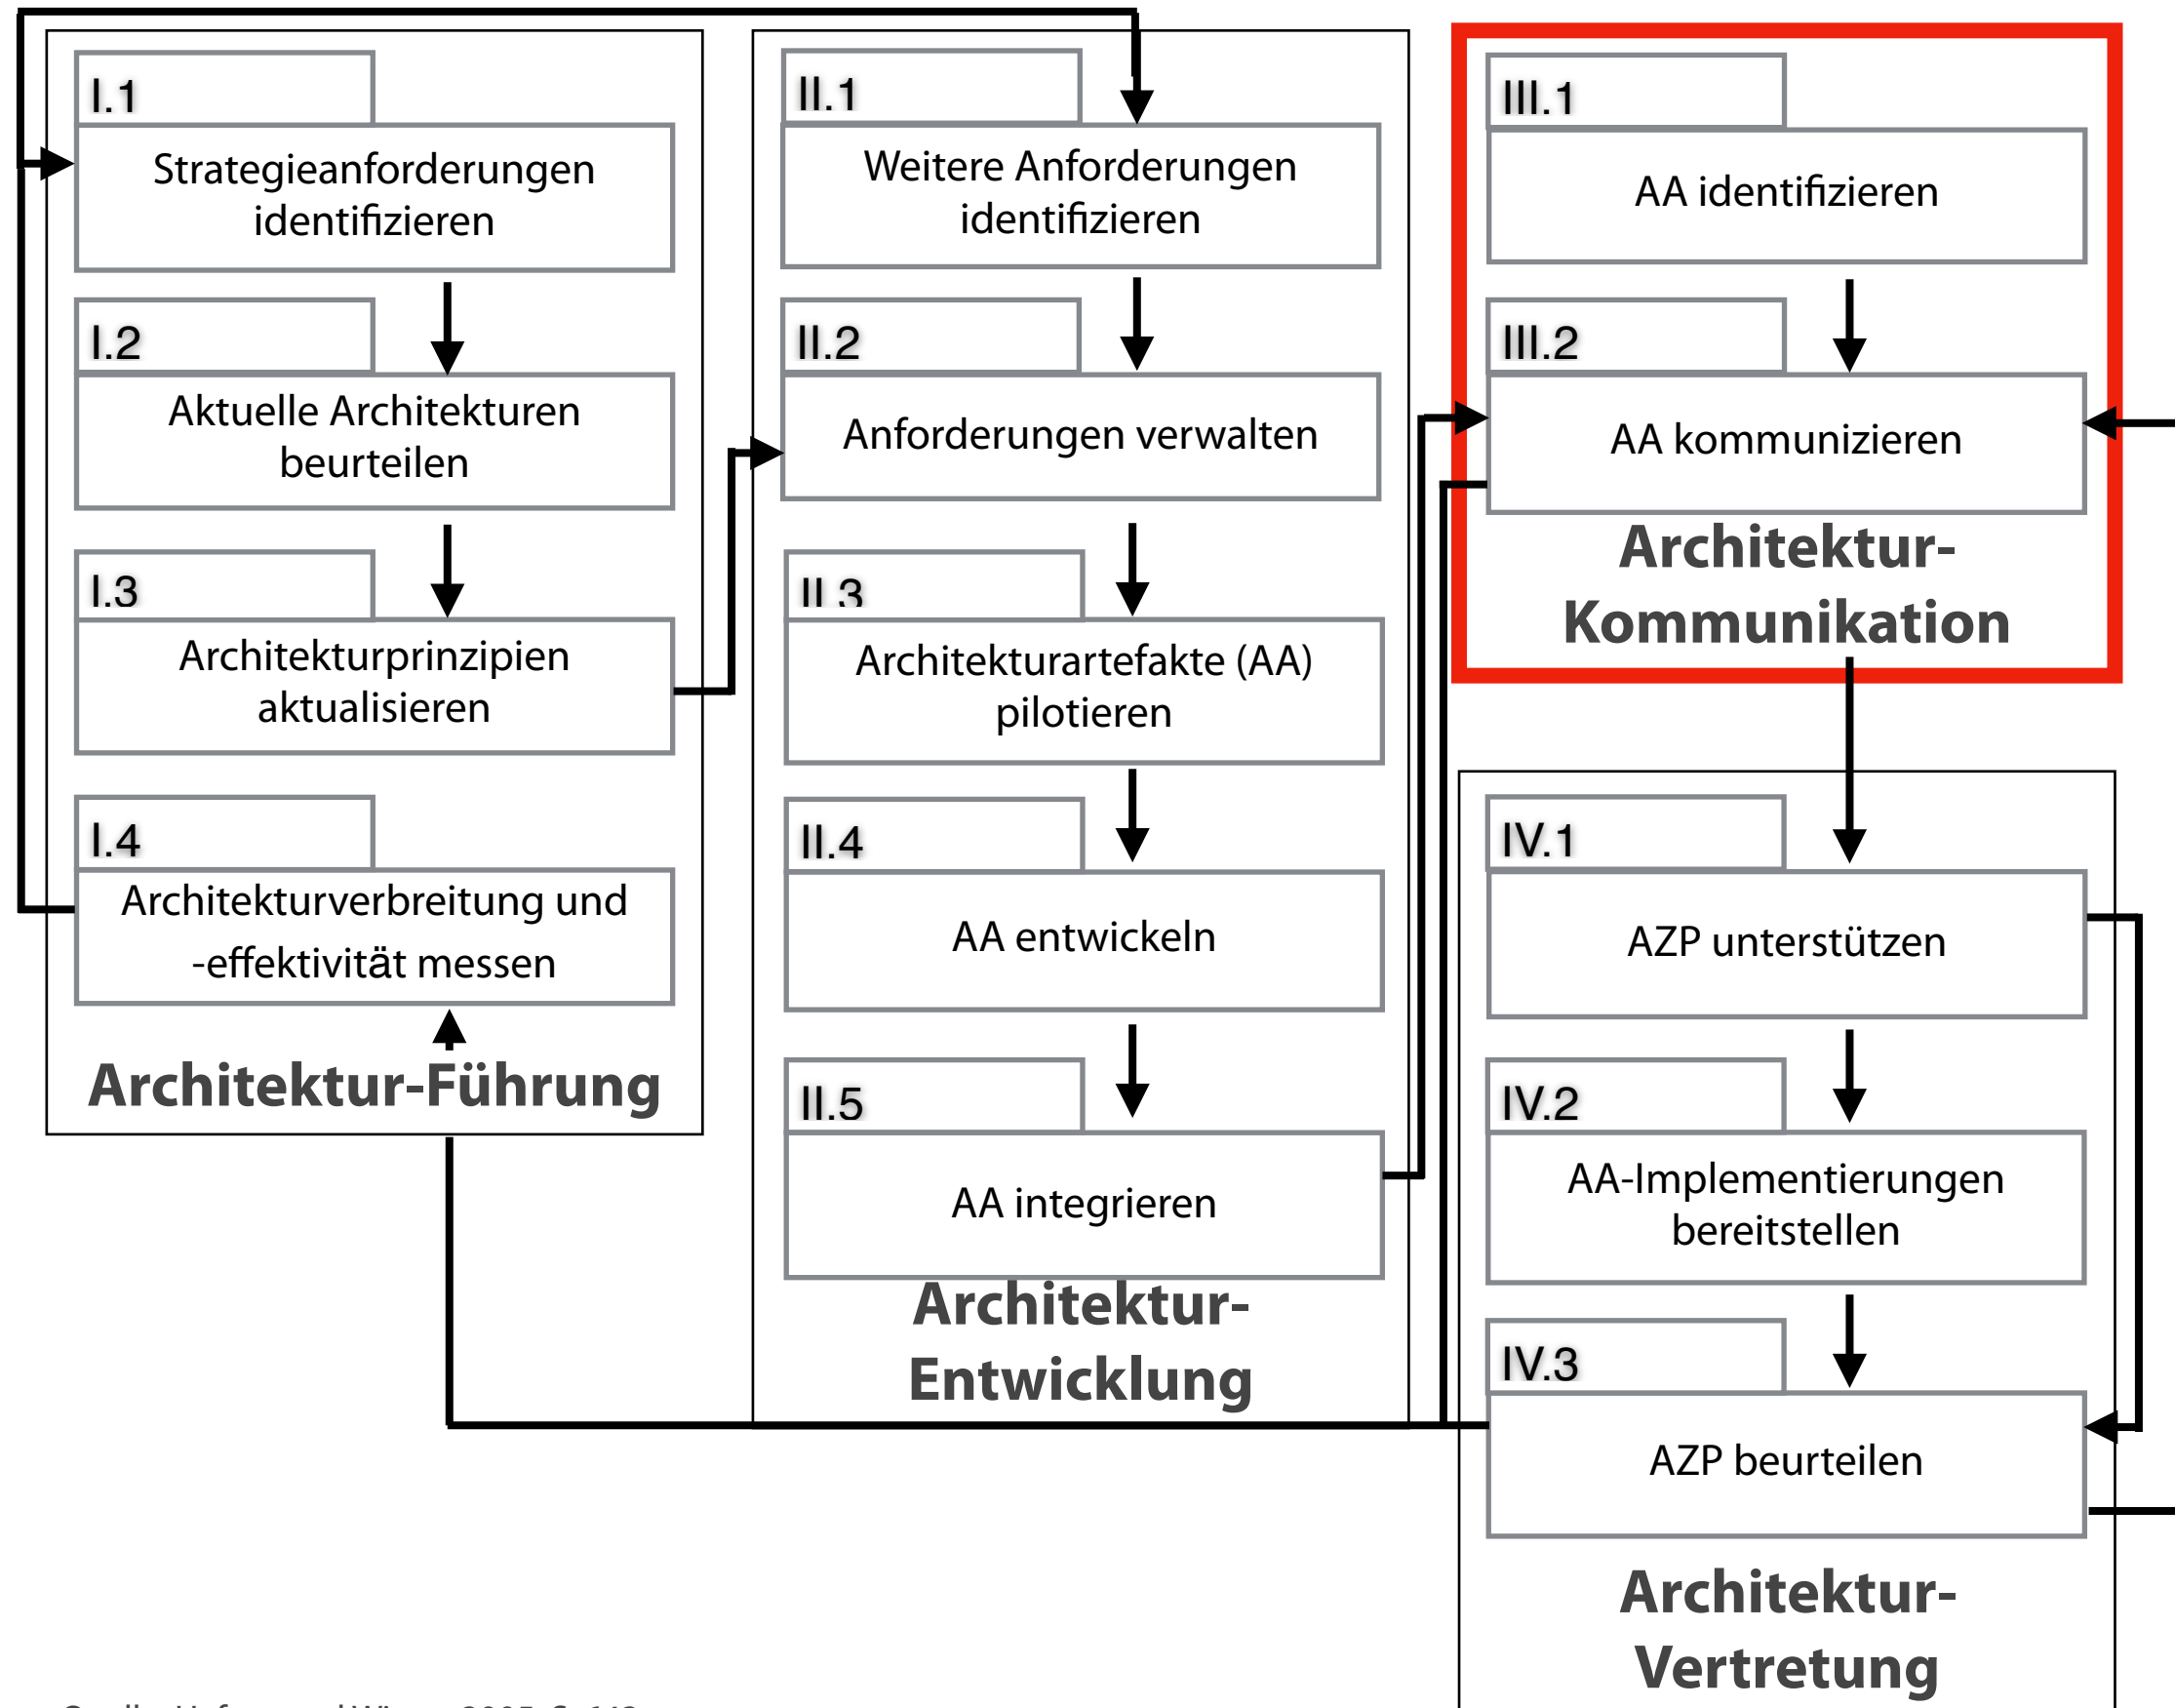 I.1
Strategieanforderungen
identifizieren
I.2
Aktuelle Architekturen
beurteilen
I.3
Architekturprinzipien
aktualisieren
I.4
Architekturverbreitung und
-effektivität messen
Architektur-Führung
II.1
Weitere Anforderungen
identifizieren
II.2
Anforderungen verwalten
II.3
Architekturartefakte (AA)
pilotieren
II.4
AA entwickeln
II.5
AA integrieren
Architektur-
Entwicklung
III.1
AA identifizieren
III.2
AA kommunizieren
Architektur-
Kommunikation
IV.1
AZP unterstützen
IV.2
AA-Implementierungen
bereitstellen
IV.3
AZP beurteilen
Architektur-
Vertretung